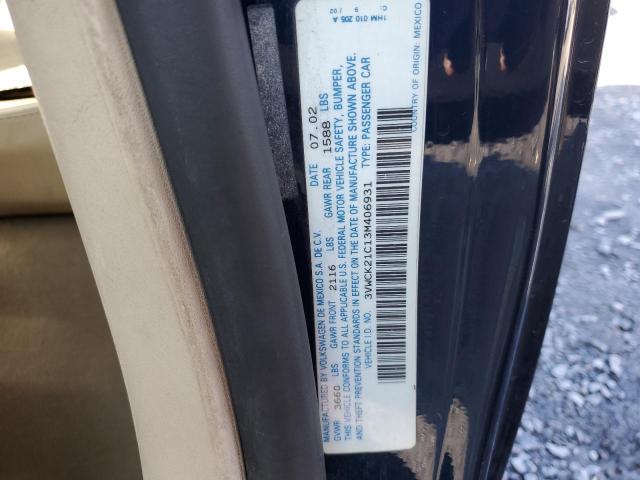 MANUFACTURED BY VOLKSWAGEN DE MEXICO S.A. DE C.V. DATE 07.02
GVWR 3660 LBS GAWR FRONT 2116 LBS GAWR REAR 1588 LBS
THIS VEHICLE CONFORMS TO ALL APPLICABLE U.S. FEDERAL MOTOR VEHICLE SAFETY, BUMPER,
AND THEFT PREVENTION STANDARDS IN EFFECT ON THE DATE OF MANUFACTURE SHOWN ABOVE.
VEHICLE I.D. NO. 3VWCK21C13M406931 TYPE: PASSENGER CAR
1HM 010 205 A
9 / 02
COUNTRY OF ORIGIN: MEXICO